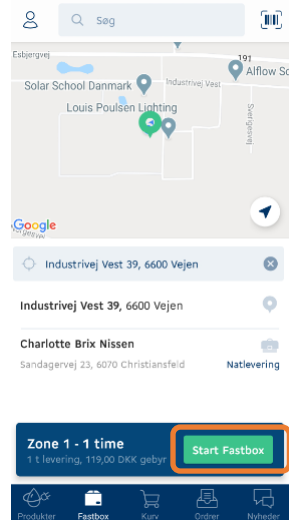 Søg
Esbjergvej
191
Alflow Sc
Solar School Danmark
Industrivej Vest
Louis Poulsen Lighting
Sverigesvej
Google
Industrivej Vest 39, 6600 Vejen
Industrivej Vest 39, 6600 Vejen
Charlotte Brix Nissen
Sandagervej 23, 6070 Christiansfeld
Natlevering
Zone 1 - 1 time
1 t levering, 119,00 DKK gebyr
Start Fastbox
Produkter Fastbox Kurv Ordrer Nyheder